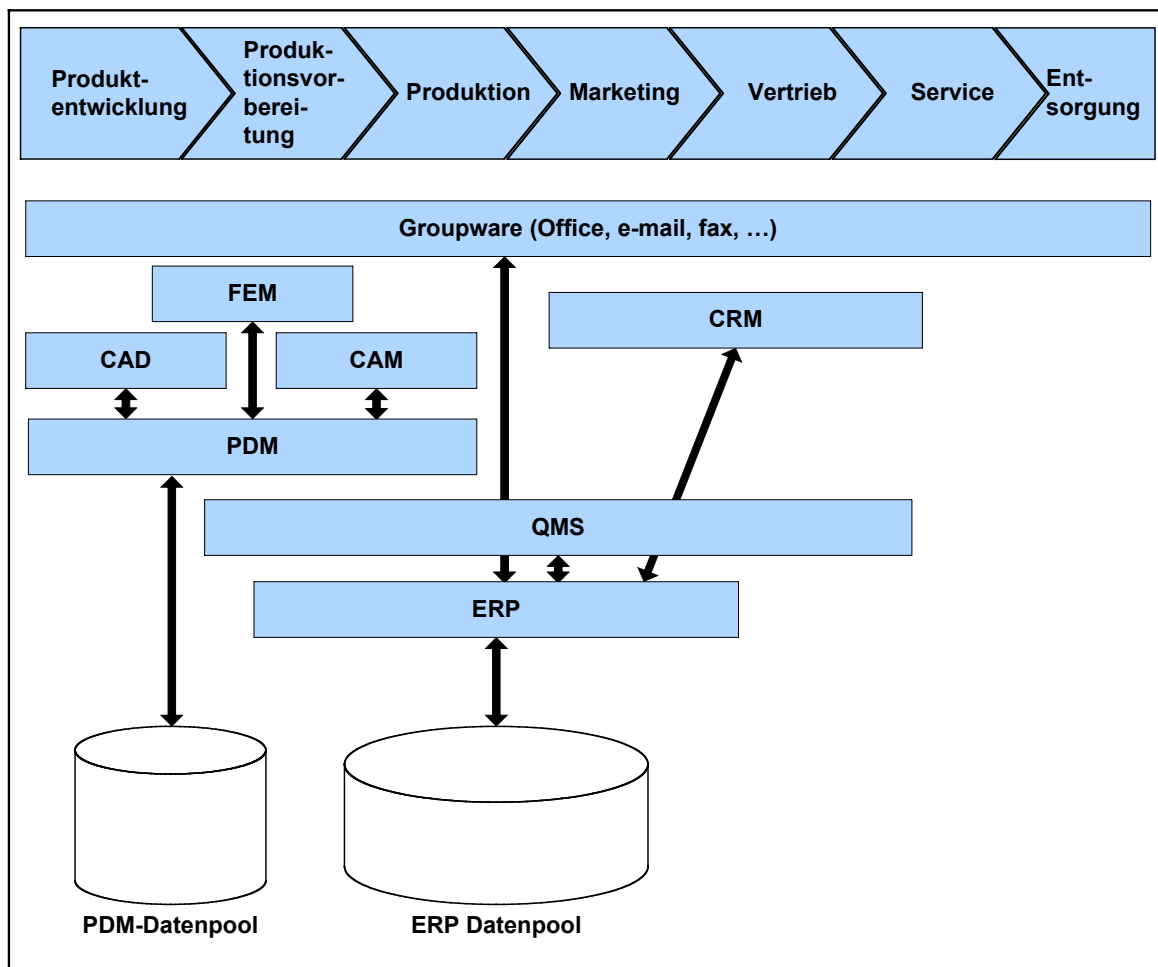 Produkt-
entwicklung
Produk-
tionsvor-
berei-
tung
Produktion
Marketing
Vertrieb
Service
Ent-
sorgung
Groupware (Office, e-mail, fax, …)
FEM
CRM
CAD
CAM
PDM
QMS
ERP
PDM-Datenpool
ERP Datenpool